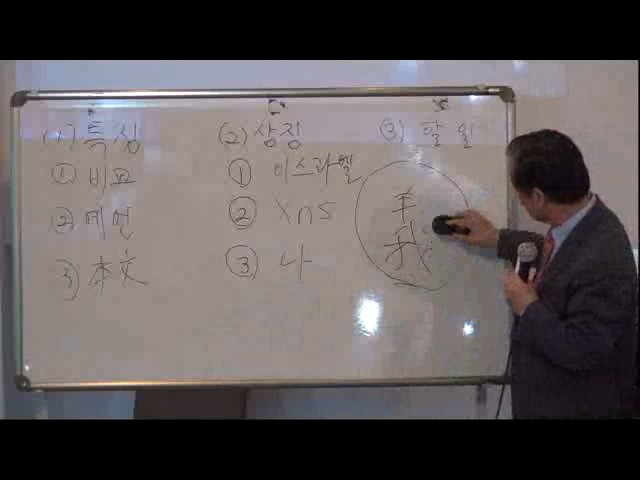 (1) 특성
① 비교
② 예언
3) 本文
(2) 상징
① 이스라엘
② Xns
③ 나
(3) 할 일
羊
我